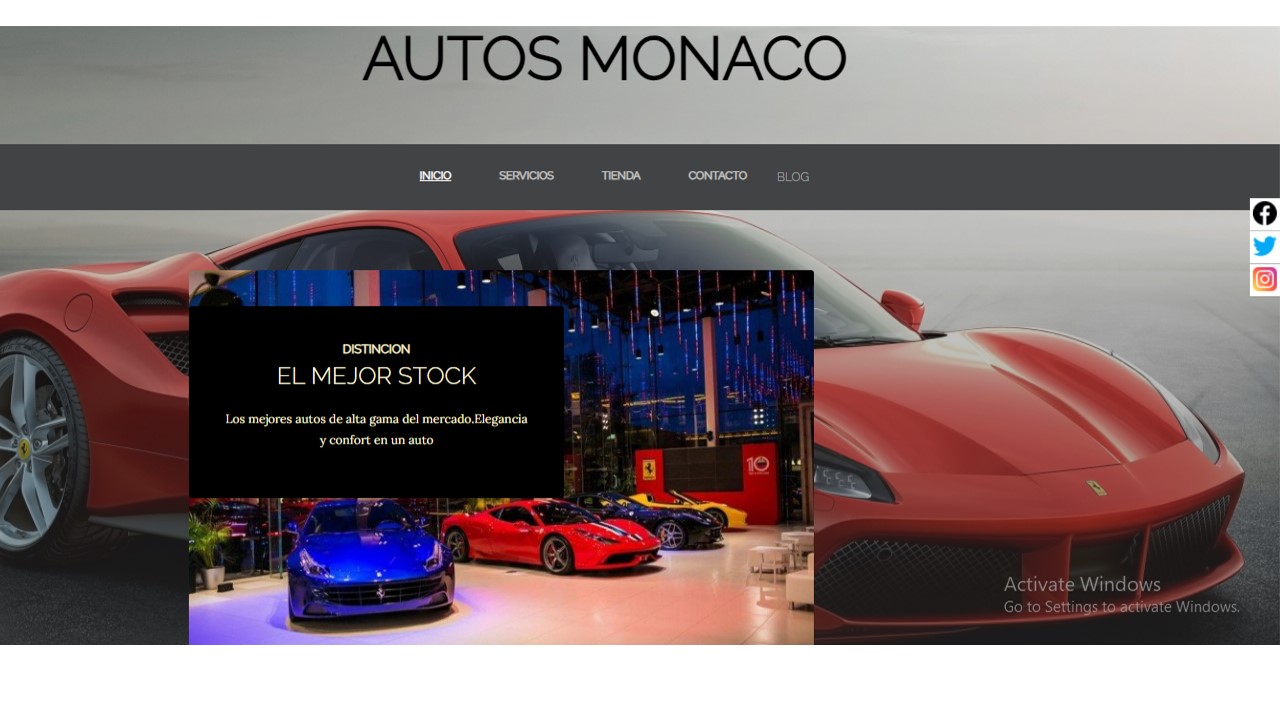 AUTOS MONACO
INICIO SERVICIOS TIENDA CONTACTO BLOG
DISTINCION
EL MEJOR STOCK
Los mejores autos de alta gama del mercado.Elegancia
y confort en un auto
10
Activate Windows
Go to Settings to activate Windows.